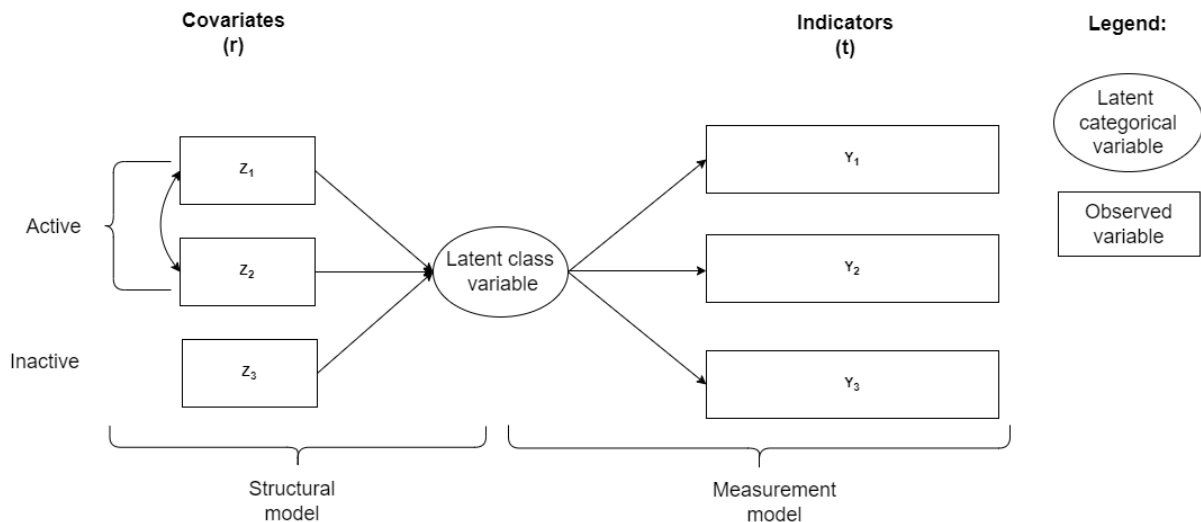 Covariates
(r)
Indicators
(t)
Legend:
Latent
categorical
variable
Z₁
Y₁
Observed
variable
Active
Latent class
variable
Z₂
Y₂
Inactive
Z₃
Y₃
Structural
model
Measurement
model